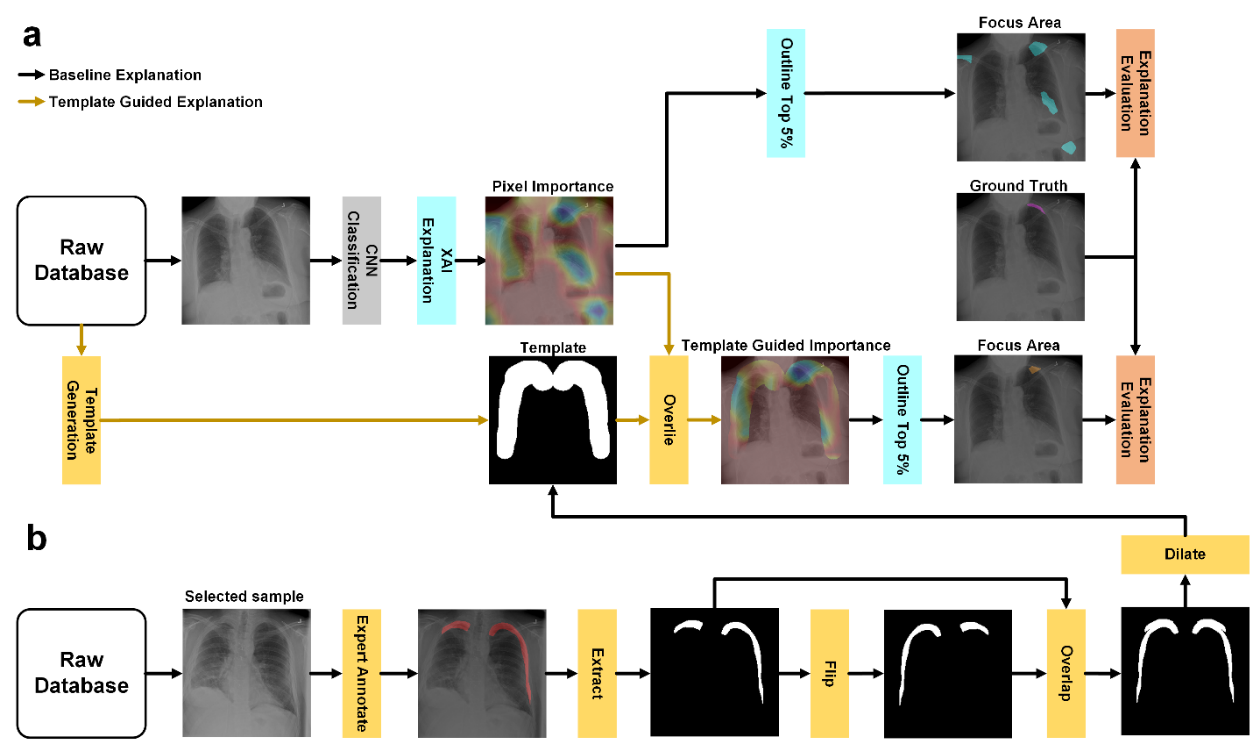 a
Baseline Explanation
Template Guided Explanation
Outline Top 5%
Focus Area
Explanation
Evaluation
Raw
Database
CNN
Classification
XAI
Explanation
Pixel Importance
Ground Truth
Template
Generation
Template
Overlie
Template Guided Importance
Outline Top 5%
Focus Area
Explanation
Evaluation
b
Dilate
Raw
Database
Selected sample
Expert Annotate
Extract
Flip
Overlap